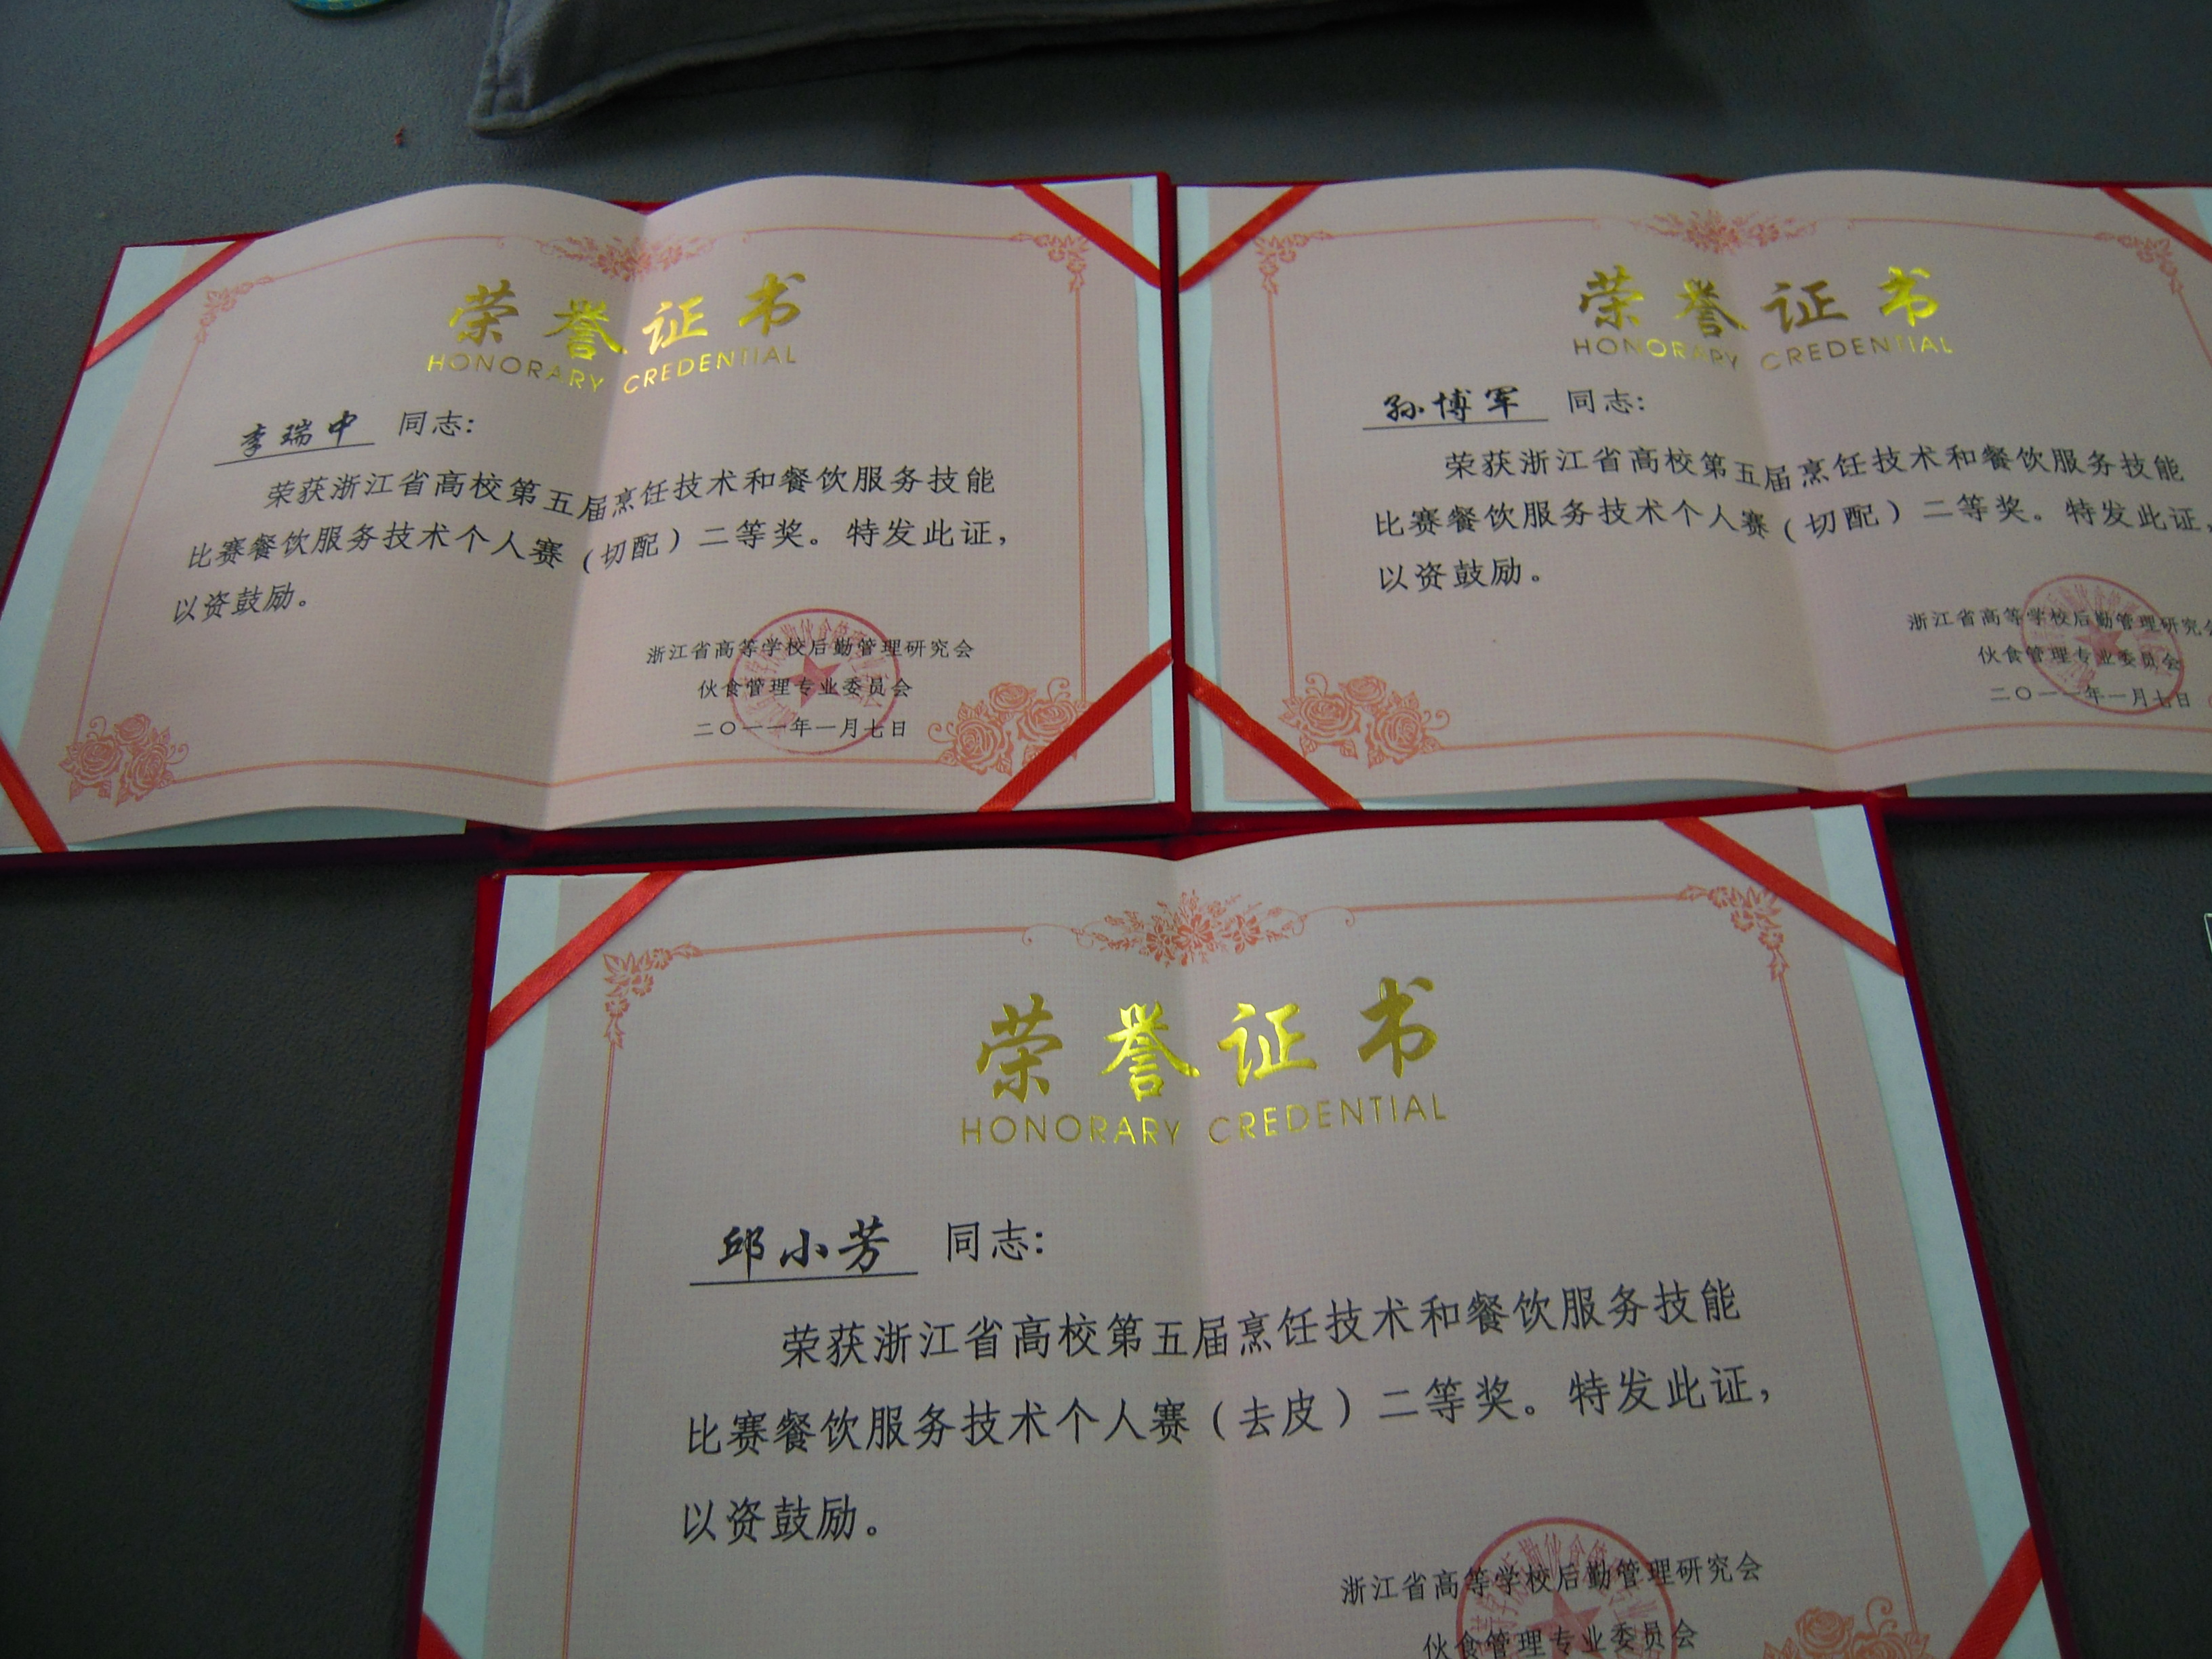 荣誉证书
HONORARY CREDENTIAL
李瑞中 同志:
荣获浙江省高校第五届烹饪技术和餐饮服务技能
比赛餐饮服务技术个人赛(切配)二等奖。特发此证,
以资鼓励。
浙江省高等学校后勤管理研究会
伙食管理专业委员会
二〇一一年一月七日
荣誉证书
HONORARY CREDENTIAL
孙博军 同志:
荣获浙江省高校第五届烹饪技术和餐饮服务技能
比赛餐饮服务技术个人赛(切配)二等奖。特发此证,
以资鼓励。
浙江省高等学校后勤管理研究会
伙食管理专业委员会
二〇一一年一月七日
荣誉证书
HONORARY CREDENTIAL
邱小芳 同志:
荣获浙江省高校第五届烹饪技术和餐饮服务技能
比赛餐饮服务技术个人赛(去皮)二等奖。特发此证,
以资鼓励。
浙江省高等学校后勤管理研究会
伙食管理专业委员会